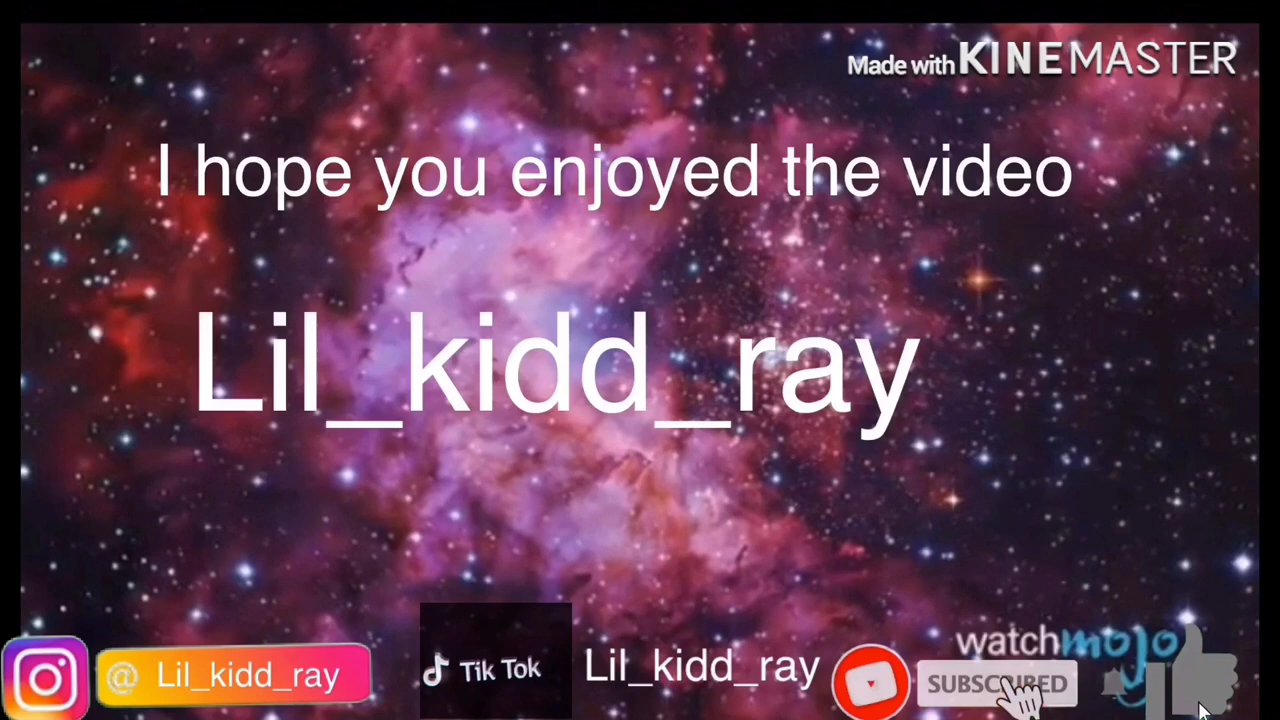 Made with KINEMASTER
I hope you enjoyed the video
Lil_kidd_ray
@ Lil_kidd_ray
Tik Tok
Lil_kidd_ray
watchmojo
SUBSCRIBED